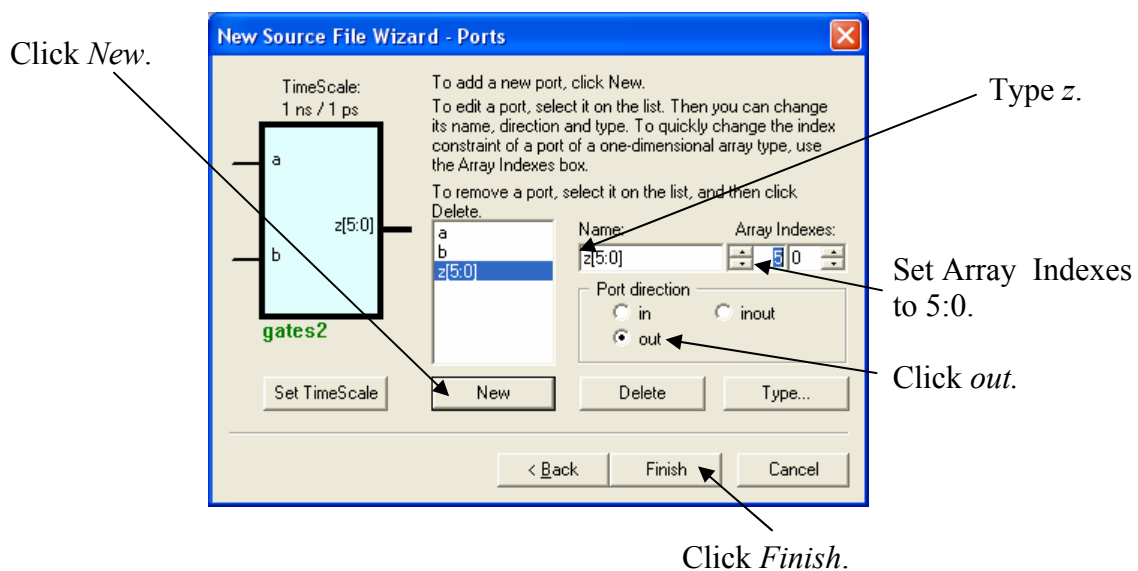 New Source File Wizard - Ports
Click New.
TimeScale:
1 ns / 1 ps
a
b
z[5:0]
gates2
Set TimeScale
To add a new port, click New.
To edit a port, select it on the list. Then you can change
its name, direction and type. To quickly change the index
constraint of a port of a one-dimensional array type, use
the Array Indexes box.
To remove a port, select it on the list, and then click
Delete.
a
b
z[5:0]
Name:
Array Indexes:
z[5:0]
5 0
Port direction
in
inout
out
New
Delete
Type...
< Back
Finish
Cancel
Type z.
Set Array Indexes
to 5:0.
Click out.
Click Finish.